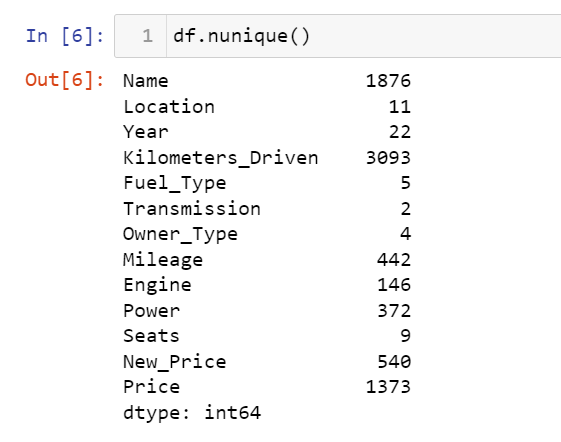 In [6]: 1 df.nunique()
Out[6]: Name 1876
Location 11
Year 22
Kilometers_Driven 3093
Fuel_Type 5
Transmission 2
Owner_Type 4
Mileage 442
Engine 146
Power 372
Seats 9
New_Price 540
Price 1373
dtype: int64